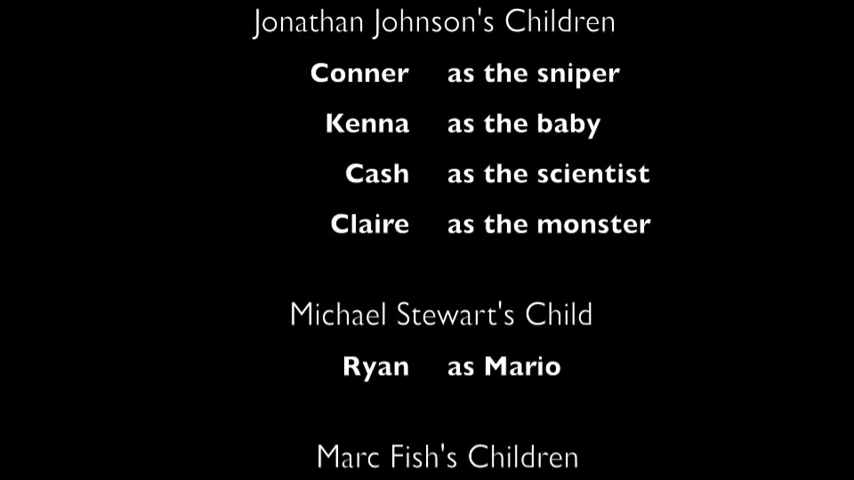 Jonathan Johnson's Children
Conner as the sniper
Kenna as the baby
Cash as the scientist
Claire as the monster
Michael Stewart's Child
Ryan as Mario
Marc Fish's Children